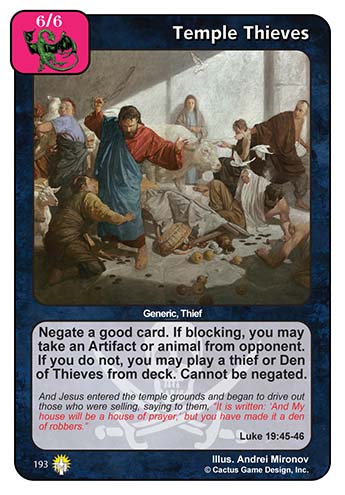 6/6
Temple Thieves
Generic, Thief
Negate a good card. If blocking, you may
take an Artifact or animal from opponent.
If you do not, you may play a thief or Den
of Thieves from deck. Cannot be negated.
And Jesus entered the temple grounds and began to drive out
those who were selling, saying to them, "It is written: 'And My
house will be a house of prayer,' but you have made it a den
of robbers."
Luke 19:45-46
193
Illus. Andrei Mironov
© Cactus Game Design, Inc.